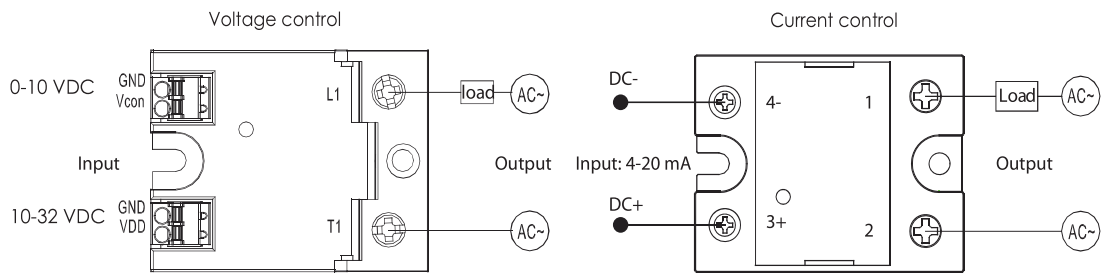 Voltage control
0-10 VDC
GND
Vcon
L1
load
AC~
Input
Output
10-32 VDC
GND
VDD
T1
AC~
Current control
DC-
4-
1
Load
AC~
Input: 4-20 mA
Output
DC+
3+
2
AC~